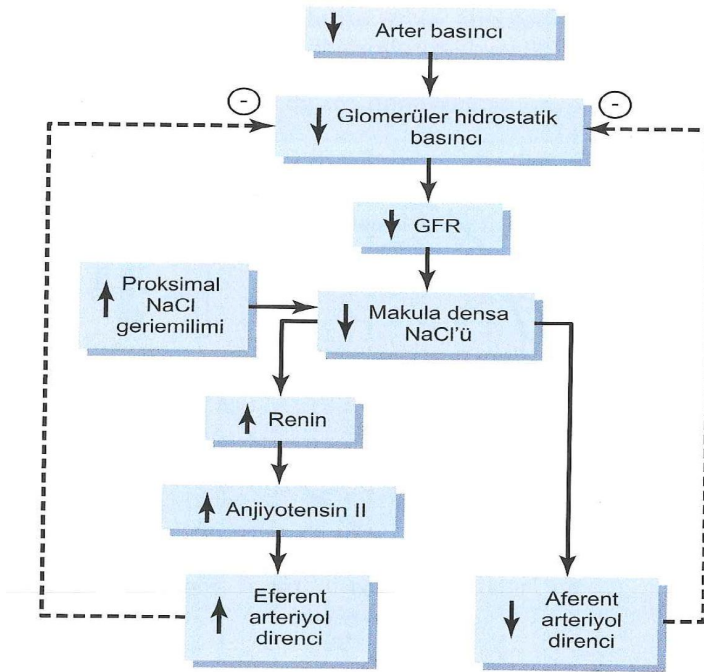 Arter basıncı
-
-
Glomerüler hidrostatik
basıncı
GFR
Proksimal
NaCl
geriemilimi
Makula densa
NaCl'ü
Renin
Anjiyotensin II
Eferent
arteriyol
direnci
Aferent
arteriyol
direnci